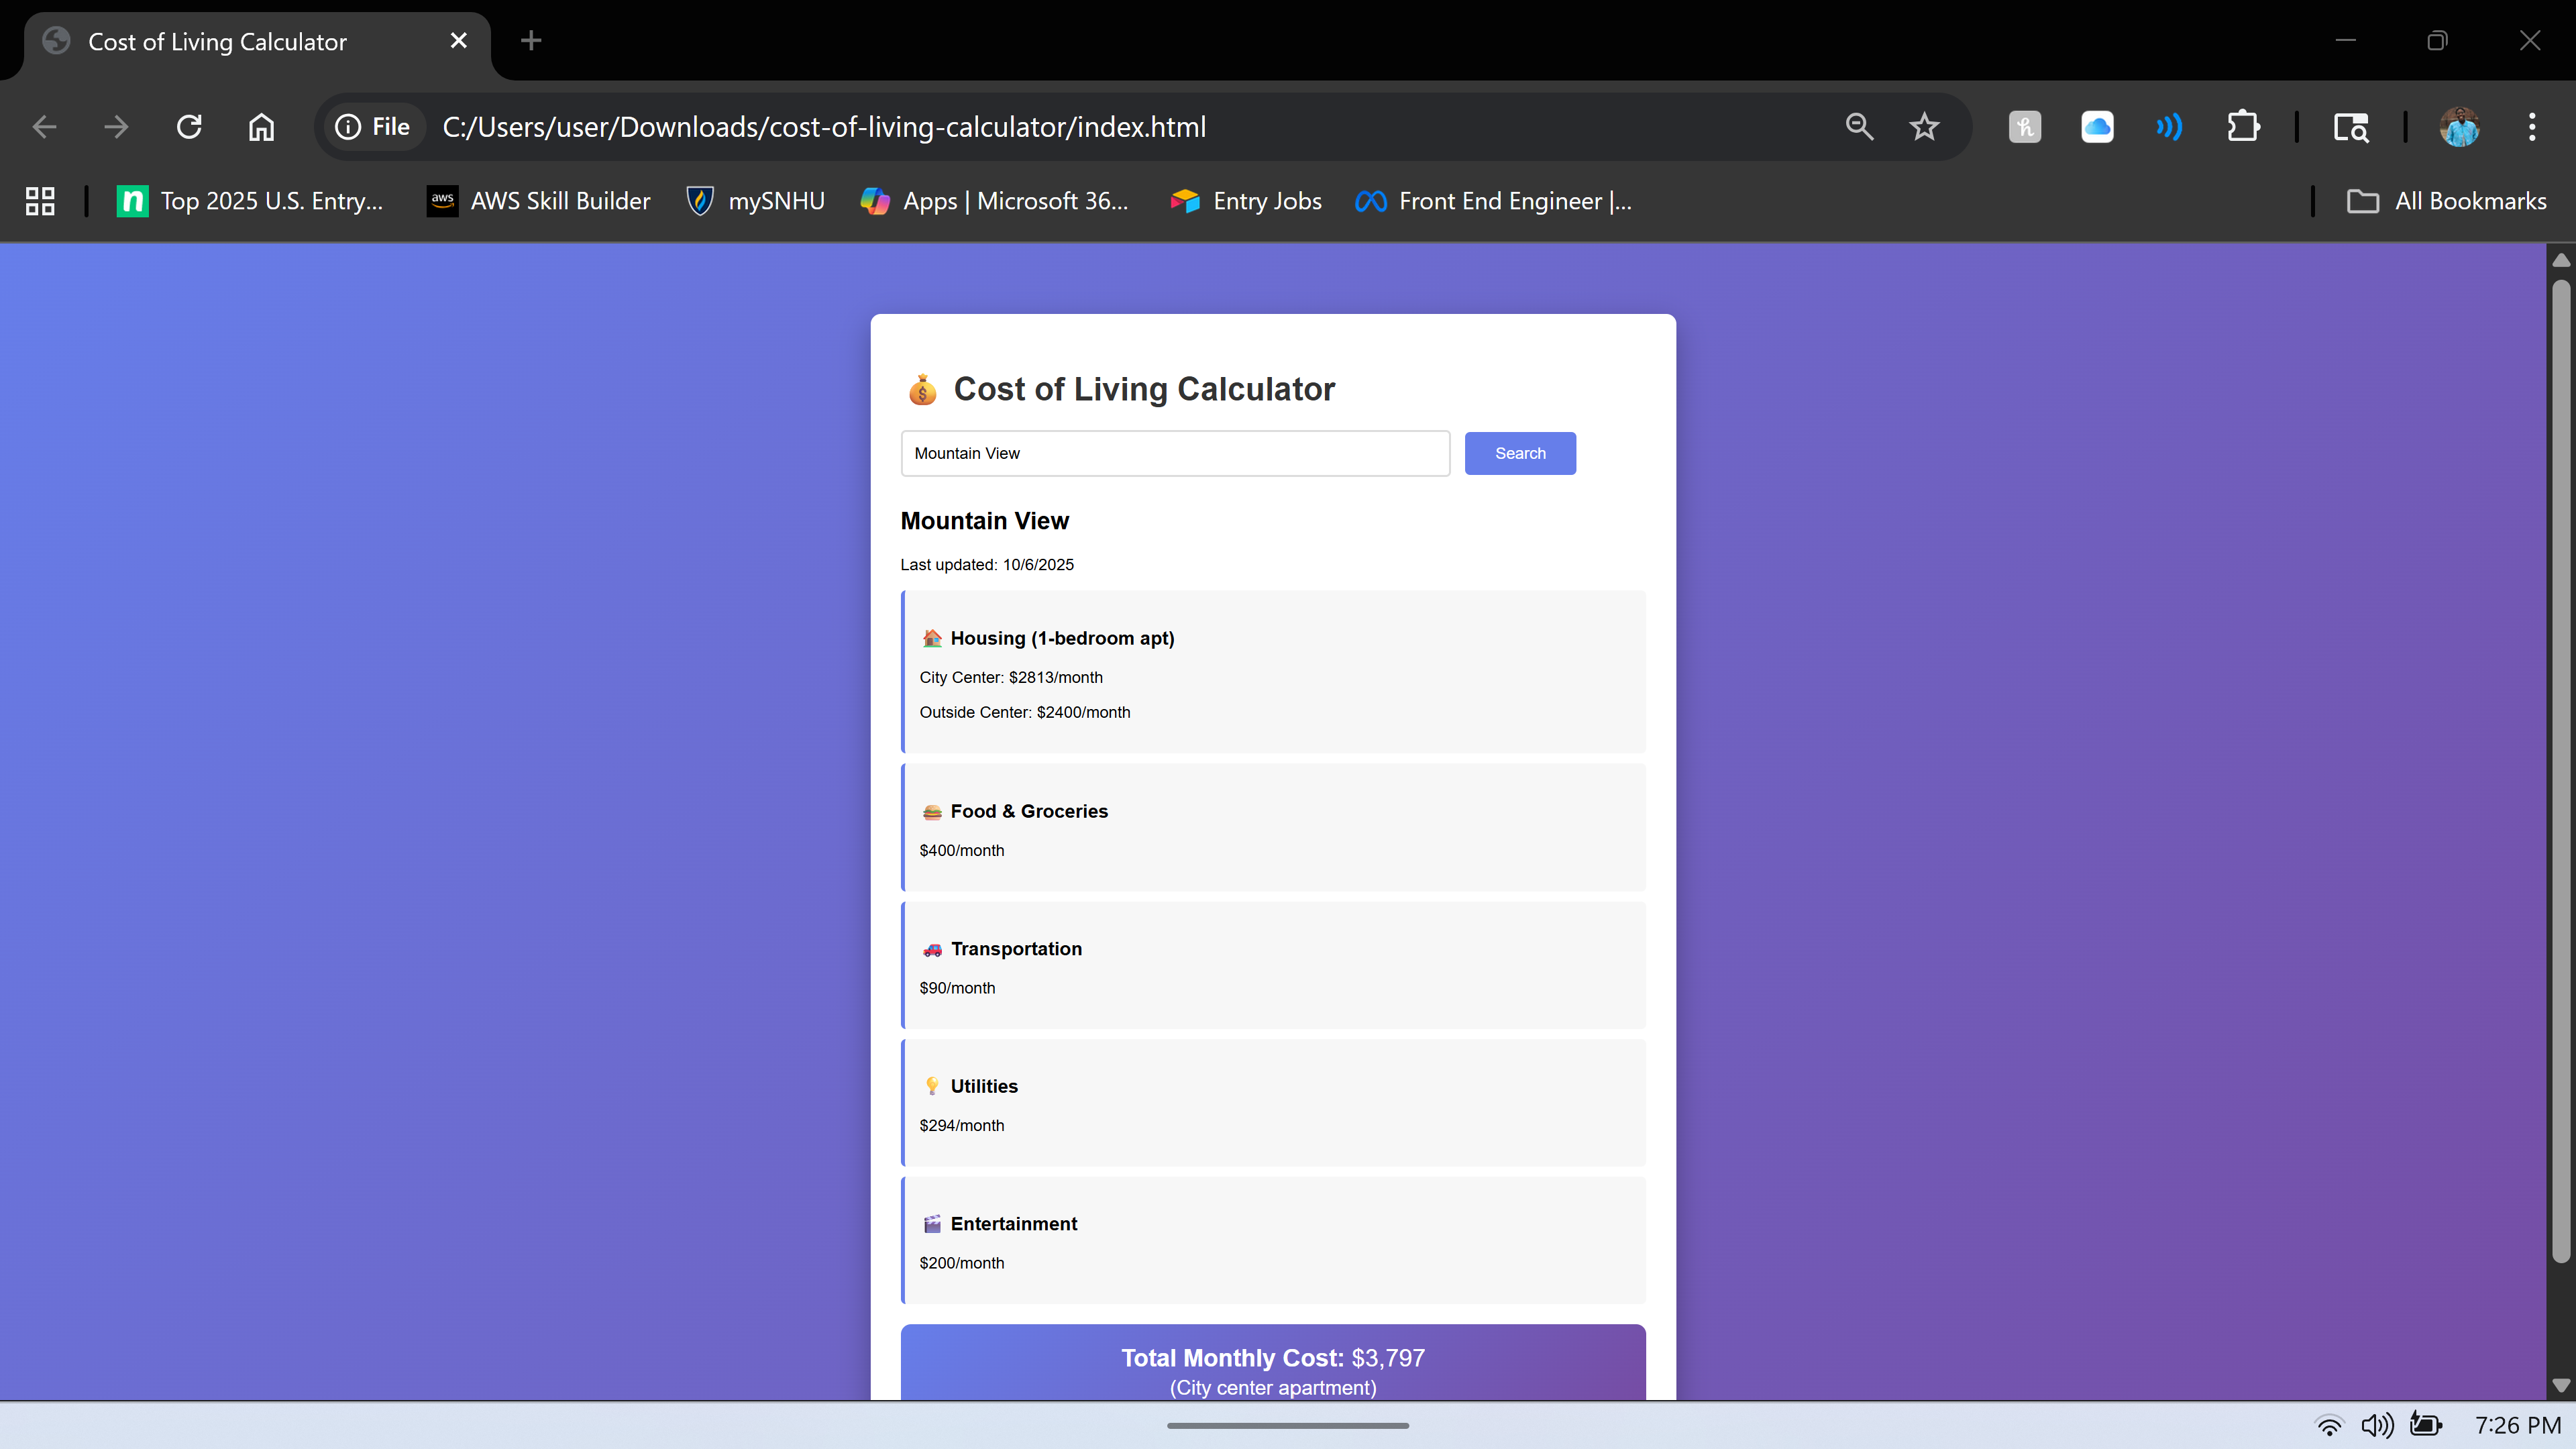 Cost of Living Calculator
File C:/Users/user/Downloads/cost-of-living-calculator/index.html
Top 2025 U.S. Entry... aws AWS Skill Builder mySNHU Apps | Microsoft 36... Entry Jobs Front End Engineer |... All Bookmarks
Cost of Living Calculator
Mountain View Search
Mountain View
Last updated: 10/6/2025
Housing (1-bedroom apt)
City Center: $2813/month
Outside Center: $2400/month
Food & Groceries
$400/month
Transportation
$90/month
Utilities
$294/month
Entertainment
$200/month
Total Monthly Cost: $3,797
(City center apartment)
7:26 PM